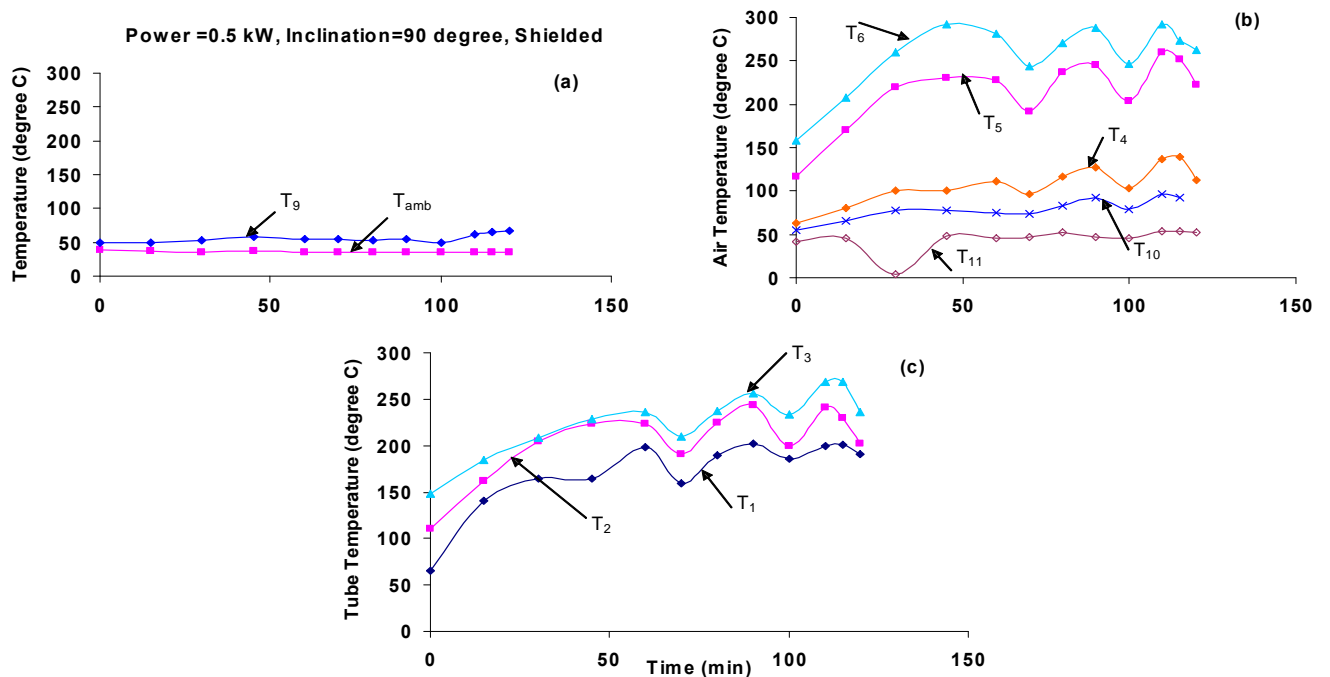 Power =0.5 kW, Inclination=90 degree, Shielded
(a)
Temperature (degree C)
300
250
200
150
100
50
0
T9
Tamb
0
50
100
150
(b)
Air Temperature (degree C)
300
250
200
150
100
50
0
T6
T5
T4
T10
T11
0
50
100
150
(c)
Tube Temperature (degree C)
300
250
200
150
100
50
0
T3
T2
T1
0
50
100
150
Time (min)